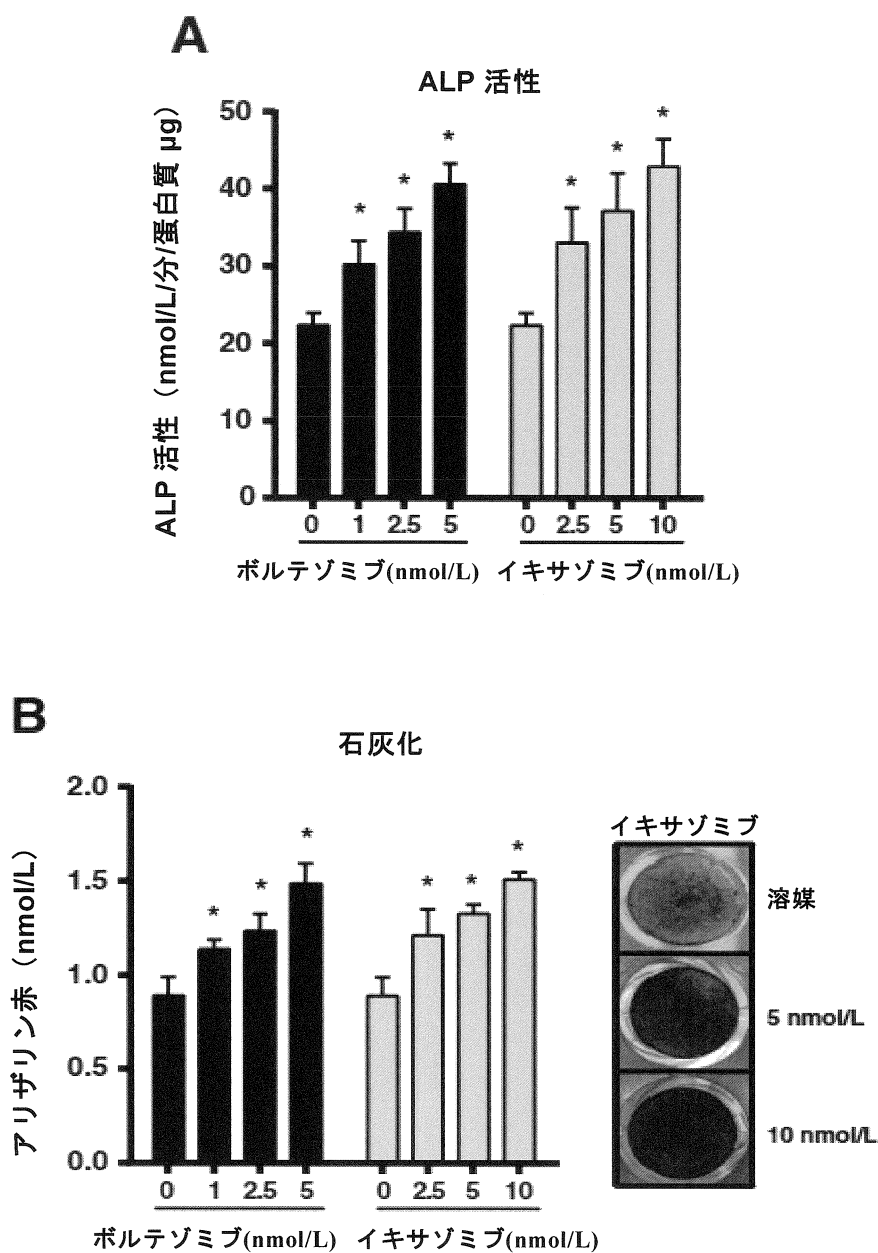 A
ALP 活性
ALP 活性（nmol/L/分/蛋白質 μg）
50
40
30
20
10
0
* * * * * *
0 1 2.5 5 0 2.5 5 10
ボルテゾミブ(nmol/L) イキサゾミブ(nmol/L)
B
石灰化
アリザリン赤（nmol/L）
2.0
1.5
1.0
0.5
0.0
* * * * * *
0 1 2.5 5 0 2.5 5 10
ボルテゾミブ(nmol/L) イキサゾミブ(nmol/L)
イキサゾミブ
溶媒
5 nmol/L
10 nmol/L